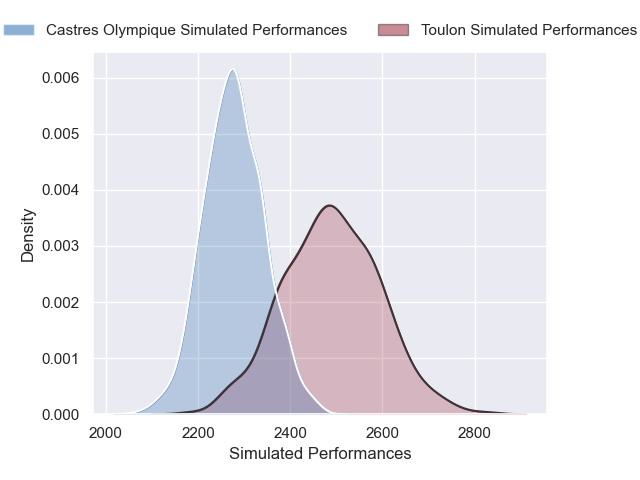 Castres Olympique Simulated Performances
Toulon Simulated Performances
0.006
0.005
0.004
0.003
0.002
0.001
0.000
Density
2000 2200 2400 2600 2800
Simulated Performances